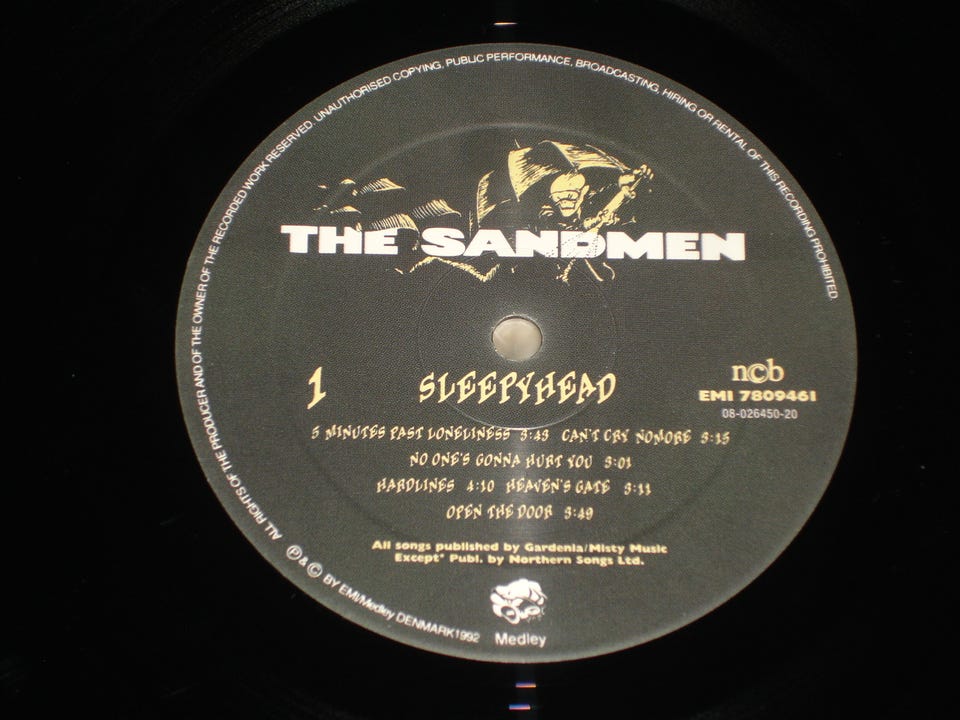 ALL RIGHTS OF THE PRODUCER AND OF THE OWNER OF THE RECORDED WORK RESERVED. UNAUTHORISED COPYING, PUBLIC PERFORMANCE, BROADCASTING, HIRING OR RENTAL OF THIS RECORDING PROHIBITED.
THE SANDMEN
1
SLEEPYHEAD
ncb
EMI 7809461
08-026450-20
5 MINUTES PAST LONELINESS 3:43 CAN'T CRY NOMORE 3:15
NO ONE'S GONNA HURT YOU 3:01
HARDLINES 4:10 HEAVEN'S GATE 3:11
OPEN THE DOOR 3:49
All songs published by Gardenia/Misty Music
Except* Publ. by Northern Songs Ltd.
Medley
Ⓟ & © BY EMI/Medley DENMARK 1992